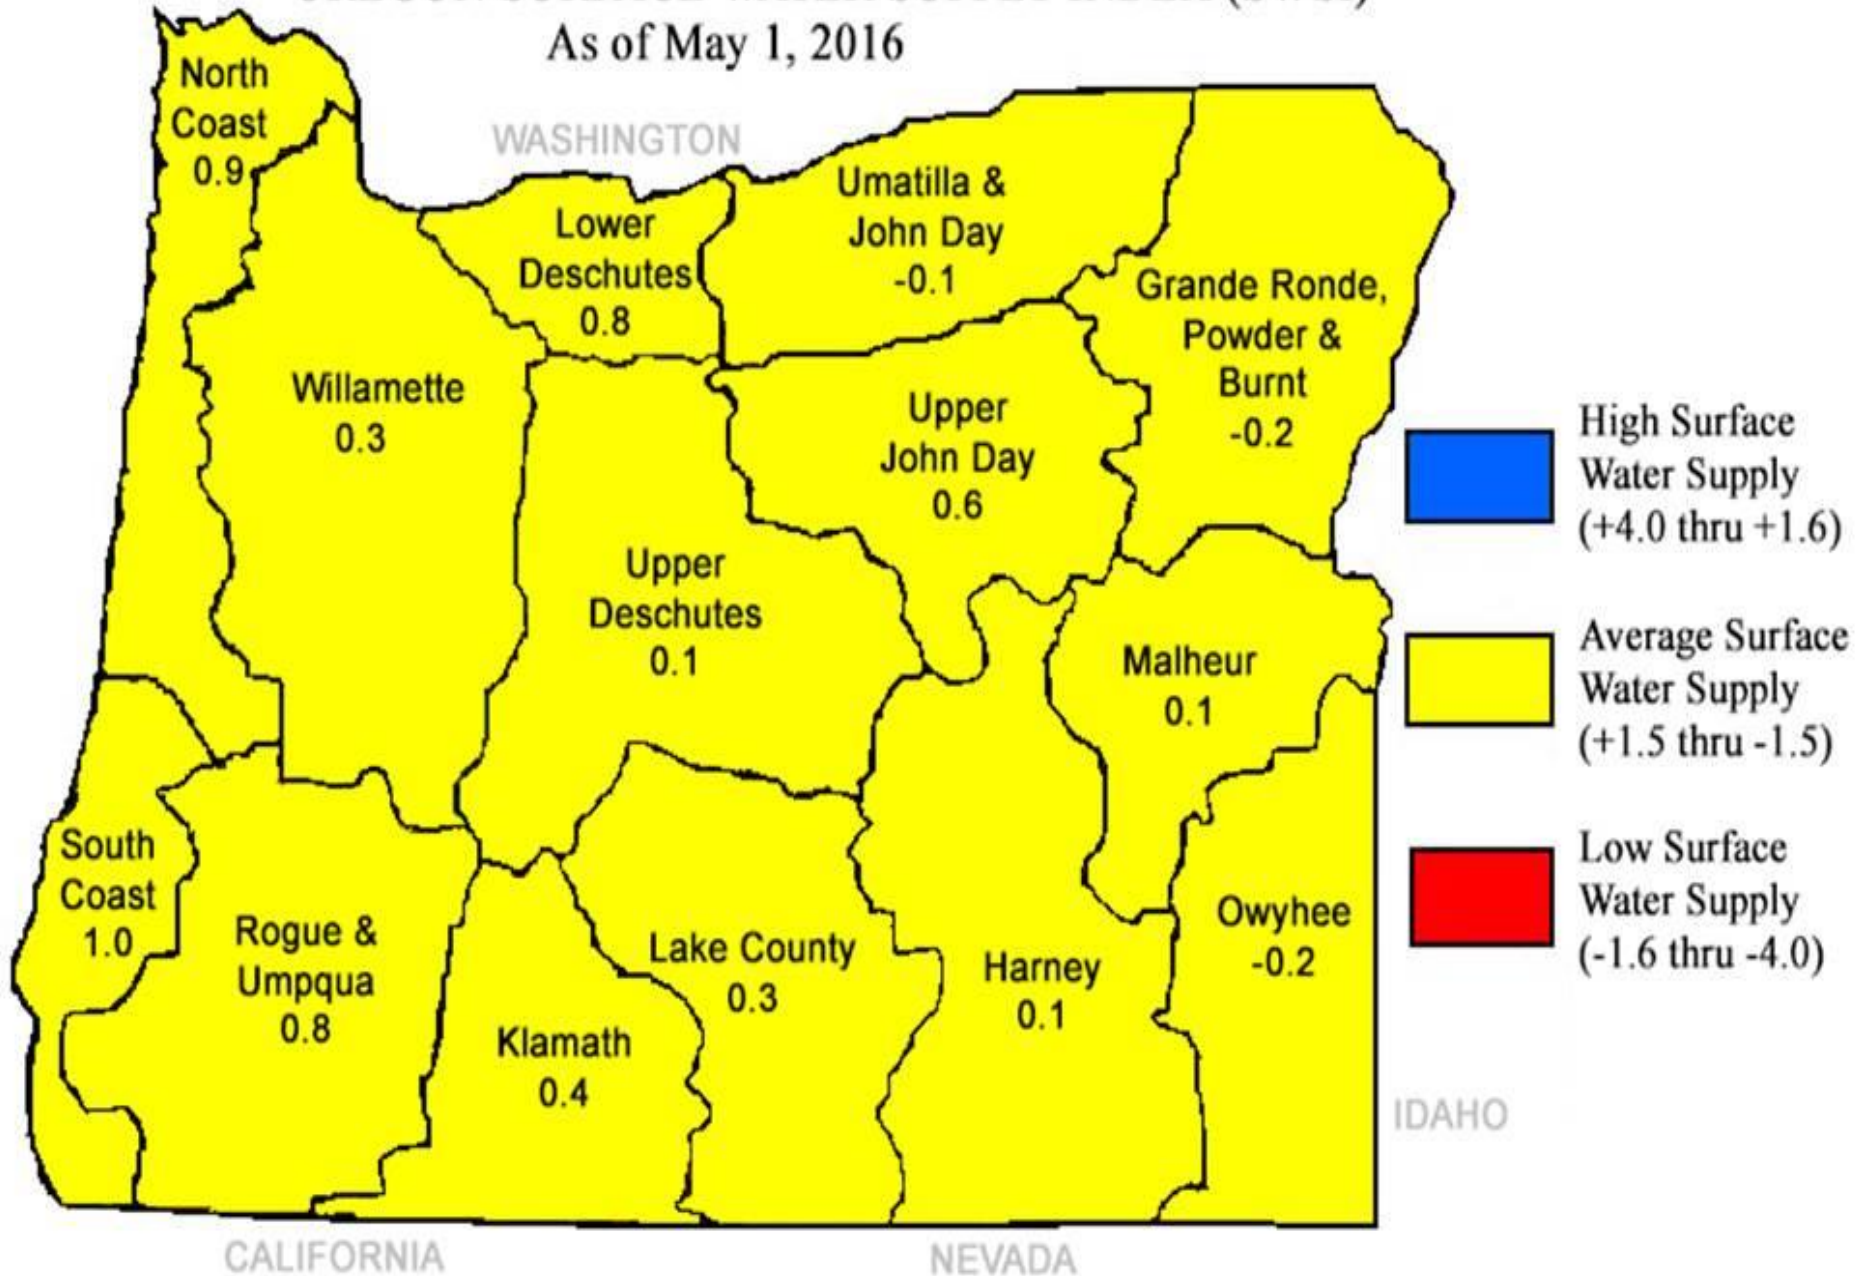 As of May 1, 2016
North
Coast
0.9
WASHINGTON
Umatilla &
John Day
-0.1
Lower
Deschutes
0.8
Grande Ronde,
Powder &
Burnt
-0.2
Willamette
0.3
Upper
John Day
0.6
Upper
Deschutes
0.1
Malheur
0.1
South
Coast
1.0
Rogue &
Umpqua
0.8
Klamath
0.4
Lake County
0.3
Harney
0.1
Owyhee
-0.2
High Surface
Water Supply
(+4.0 thru +1.6)
Average Surface
Water Supply
(+1.5 thru -1.5)
Low Surface
Water Supply
(-1.6 thru -4.0)
IDAHO
CALIFORNIA
NEVADA